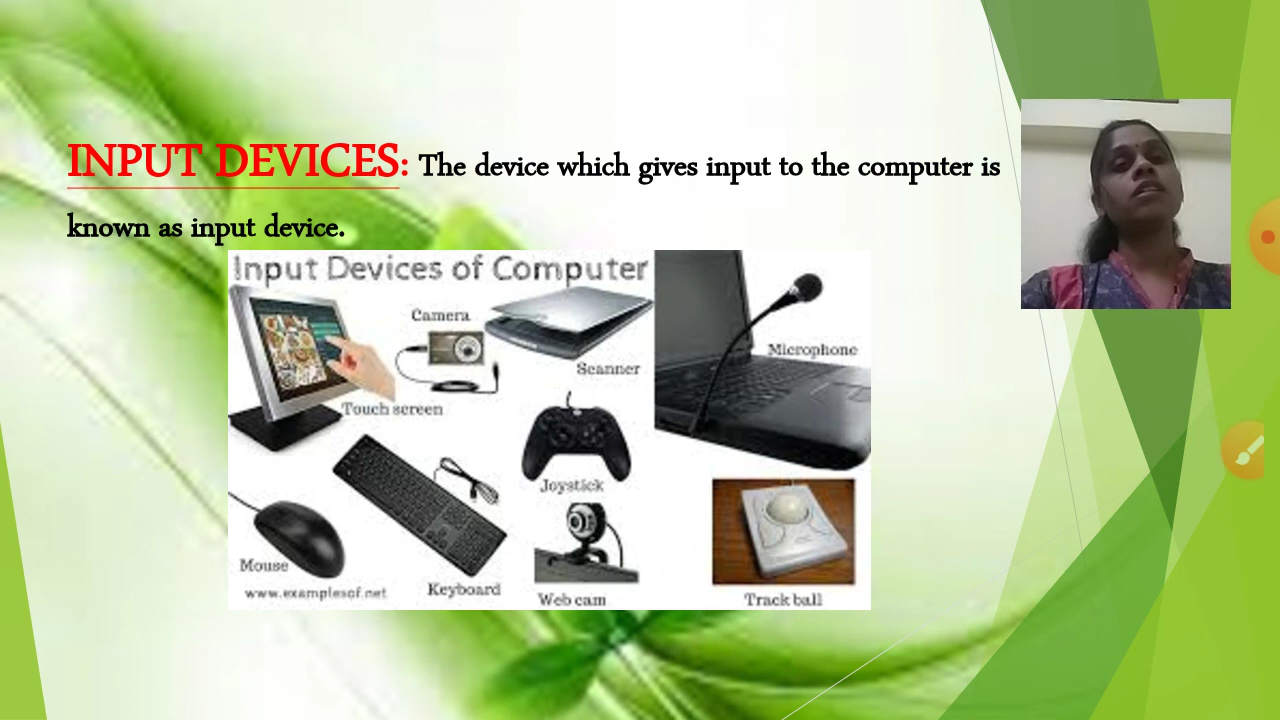 INPUT DEVICES: The device which gives input to the computer is
known as input device.
Input Devices of Computer
Camera
Scanner
Microphone
Touch screen
Joystick
Mouse
Keyboard
www.examplesof.net
Web cam
Track ball